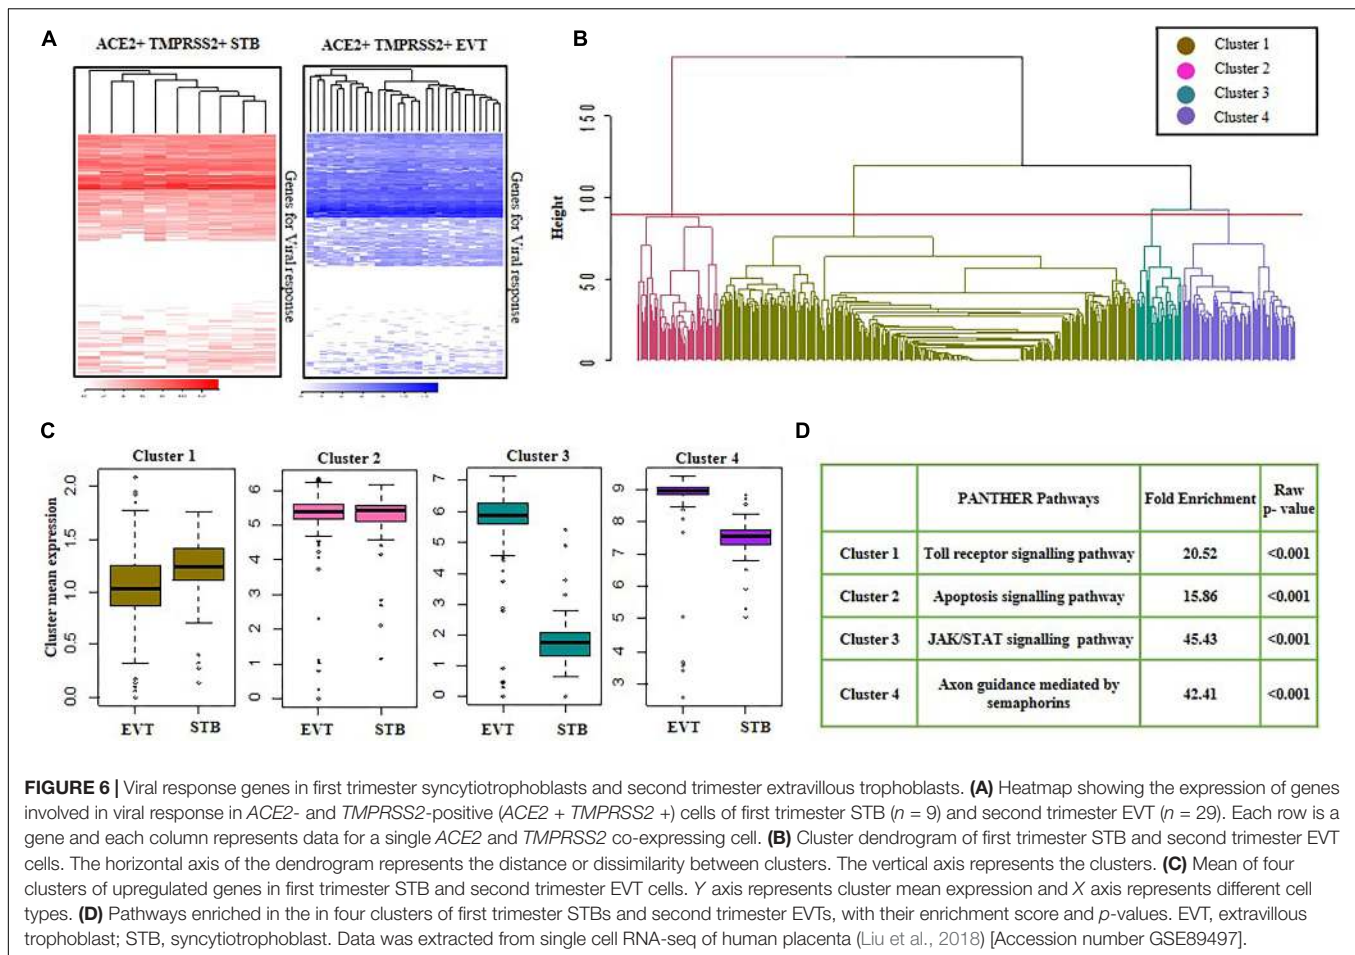 A
ACE2+ TMPRSS2+ STB
ACE2+ TMPRSS2+ EVT
Genes for Viral response
Genes for Viral response
B
Cluster 1
Cluster 2
Cluster 3
Cluster 4
Height
150
100
50
0
C
Cluster mean expression
Cluster 1
2.0
1.5
1.0
0.5
0.0
EVT STB
Cluster 2
6
5
4
3
2
1
0
EVT STB
Cluster 3
7
6
5
4
3
2
1
0
EVT STB
Cluster 4
9
8
7
6
5
4
3
EVT STB
D
PANTHER Pathways Fold Enrichment Raw p- value
Cluster 1 Toll receptor signalling pathway 20.52 <0.001
Cluster 2 Apoptosis signalling pathway 15.86 <0.001
Cluster 3 JAK/STAT signalling pathway 45.43 <0.001
Cluster 4 Axon guidance mediated by semaphorins 42.41 <0.001
FIGURE 6 | Viral response genes in first trimester syncytiotrophoblasts and second trimester extravillous trophoblasts. (A) Heatmap showing the expression of genes
involved in viral response in ACE2- and TMPRSS2-positive (ACE2 + TMPRSS2 +) cells of first trimester STB (n = 9) and second trimester EVT (n = 29). Each row is a
gene and each column represents data for a single ACE2 and TMPRSS2 co-expressing cell. (B) Cluster dendrogram of first trimester STB and second trimester EVT
cells. The horizontal axis of the dendrogram represents the distance or dissimilarity between clusters. The vertical axis represents the clusters. (C) Mean of four
clusters of upregulated genes in first trimester STB and second trimester EVT cells. Y axis represents cluster mean expression and X axis represents different cell
types. (D) Pathways enriched in the in four clusters of first trimester STBs and second trimester EVTs, with their enrichment score and p-values. EVT, extravillous
trophoblast; STB, syncytiotrophoblast. Data was extracted from single cell RNA-seq of human placenta (Liu et al., 2018) [Accession number GSE89497].